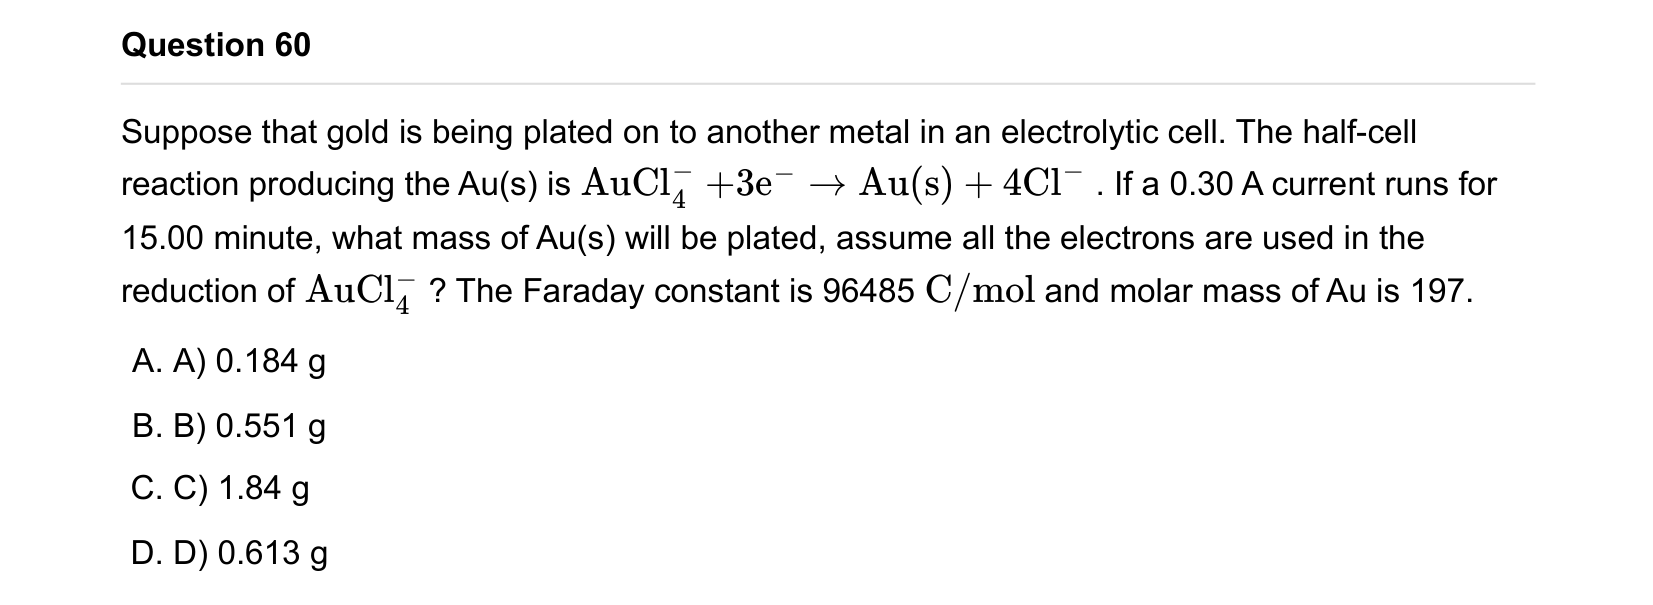 Question 60
Suppose that gold is being plated on to another metal in an electrolytic cell. The half-cell
reaction producing the Au(s) is AuCl₄⁻ +3e⁻ → Au(s) + 4Cl⁻ . If a 0.30 A current runs for
15.00 minute, what mass of Au(s) will be plated, assume all the electrons are used in the
reduction of AuCl₄⁻ ? The Faraday constant is 96485 C/mol and molar mass of Au is 197.
A. A) 0.184 g
B. B) 0.551 g
C. C) 1.84 g
D. D) 0.613 g